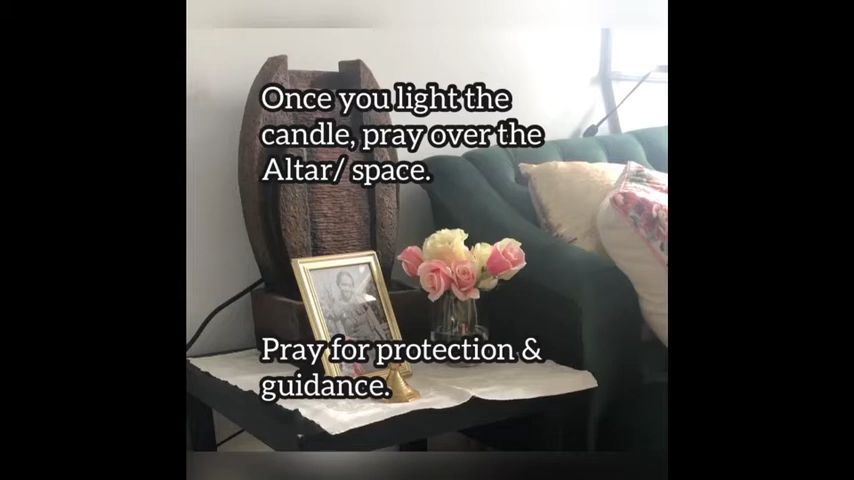 Once you light the
candle, pray over the
Altar/ space.
Pray for protection &
guidance.